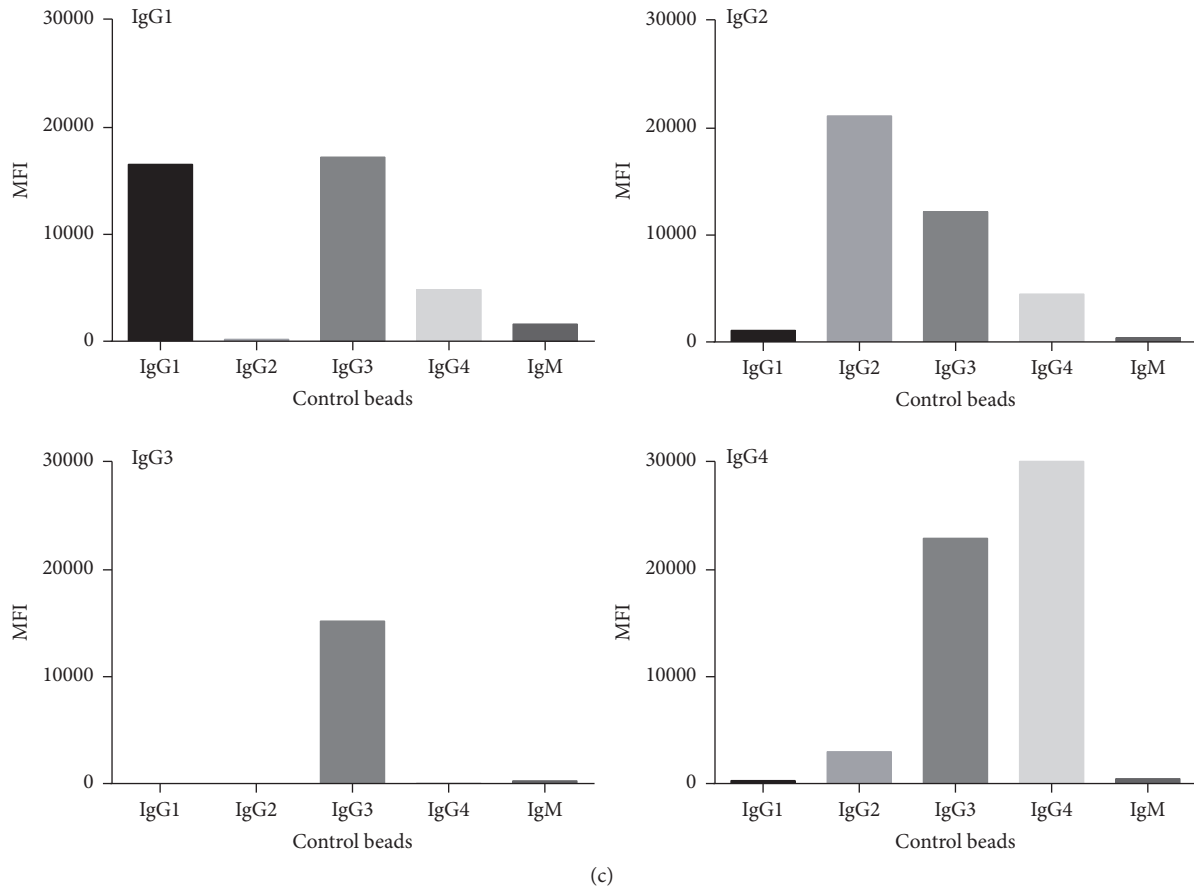 IgG1
30000
20000
10000
0
MFI
IgG1 IgG2 IgG3 IgG4 IgM
Control beads
IgG2
30000
20000
10000
0
MFI
IgG1 IgG2 IgG3 IgG4 IgM
Control beads
IgG3
30000
20000
10000
0
MFI
IgG1 IgG2 IgG3 IgG4 IgM
Control beads
IgG4
30000
20000
10000
0
MFI
IgG1 IgG2 IgG3 IgG4 IgM
Control beads
(c)